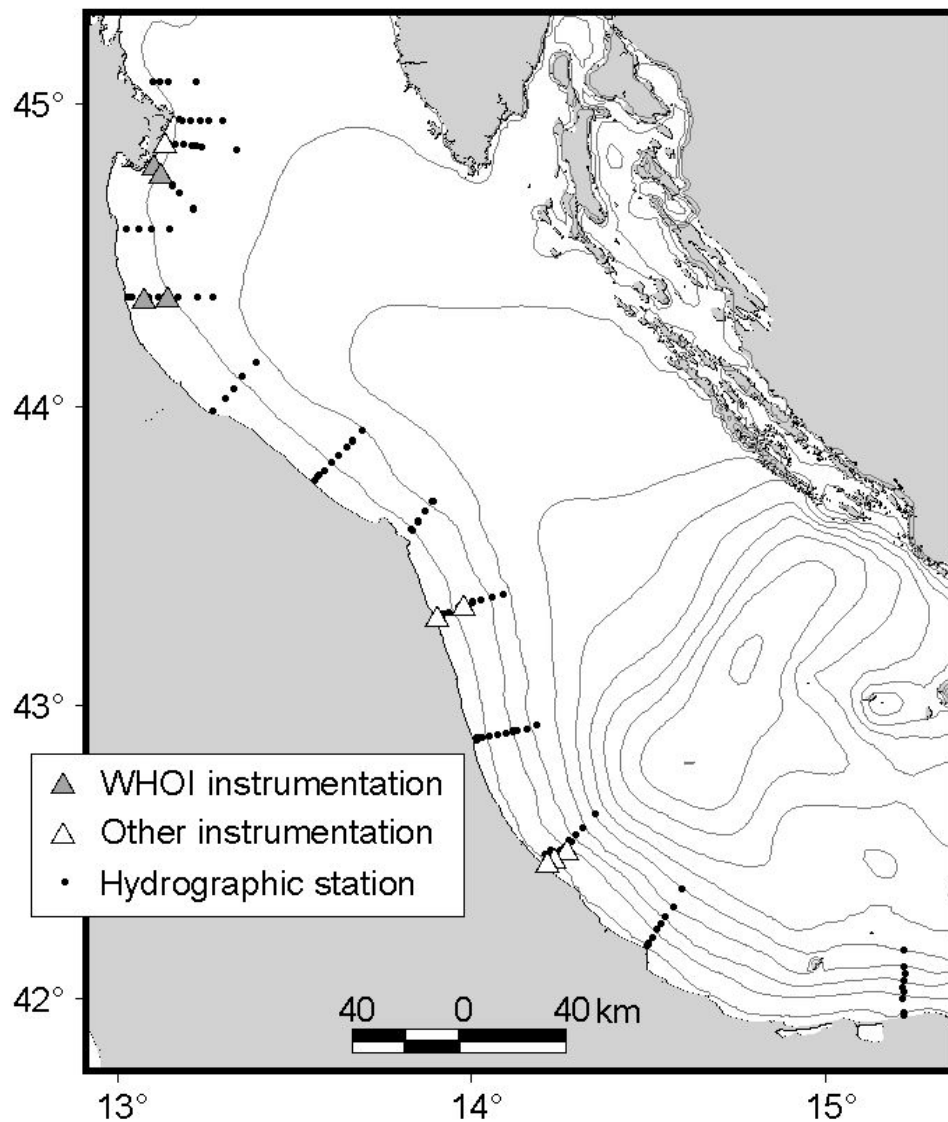 45°
44°
43°
WHOI instrumentation
Other instrumentation
Hydrographic station
42°
40 0 40 km
13° 14° 15°